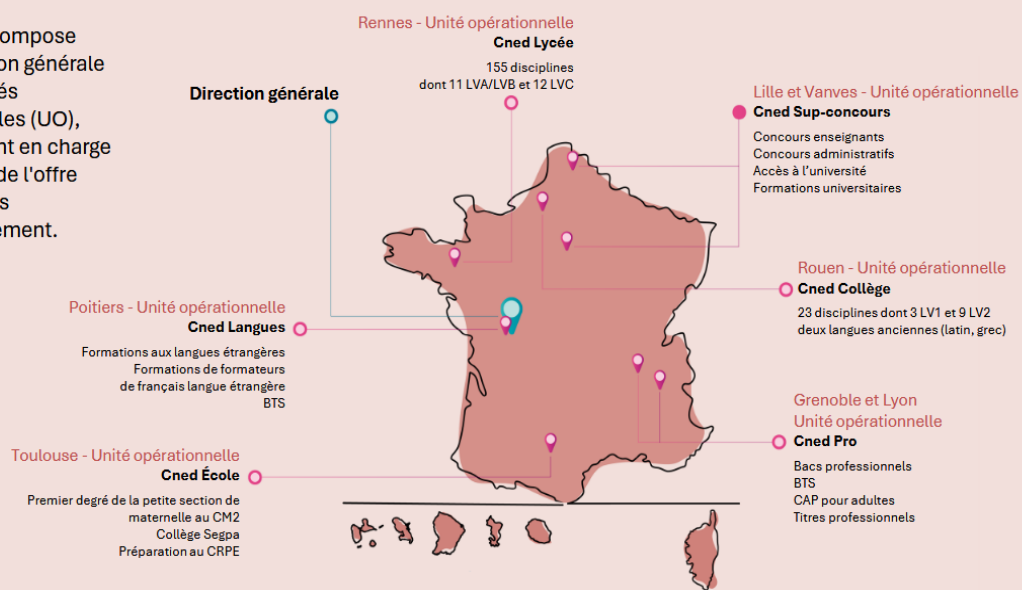 ompose
on générale
és
les (UO),
nt en charge
de l'offre
s
ement.
Direction générale
Rennes - Unité opérationnelle
Cned Lycée
155 disciplines
dont 11 LVA/LVB et 12 LVC
Lille et Vanves - Unité opérationnelle
Cned Sup-concours
Concours enseignants
Concours administratifs
Accès à l'université
Formations universitaires
Rouen - Unité opérationnelle
Cned Collège
23 disciplines dont 3 LV1 et 9 LV2
deux langues anciennes (latin, grec)
Poitiers - Unité opérationnelle
Cned Langues
Formations aux langues étrangères
Formations de formateurs
de français langue étrangère
BTS
Grenoble et Lyon
Unité opérationnelle
Cned Pro
Bacs professionnels
BTS
CAP pour adultes
Titres professionnels
Toulouse - Unité opérationnelle
Cned École
Premier degré de la petite section de
maternelle au CM2
Collège Segpa
Préparation au CRPE